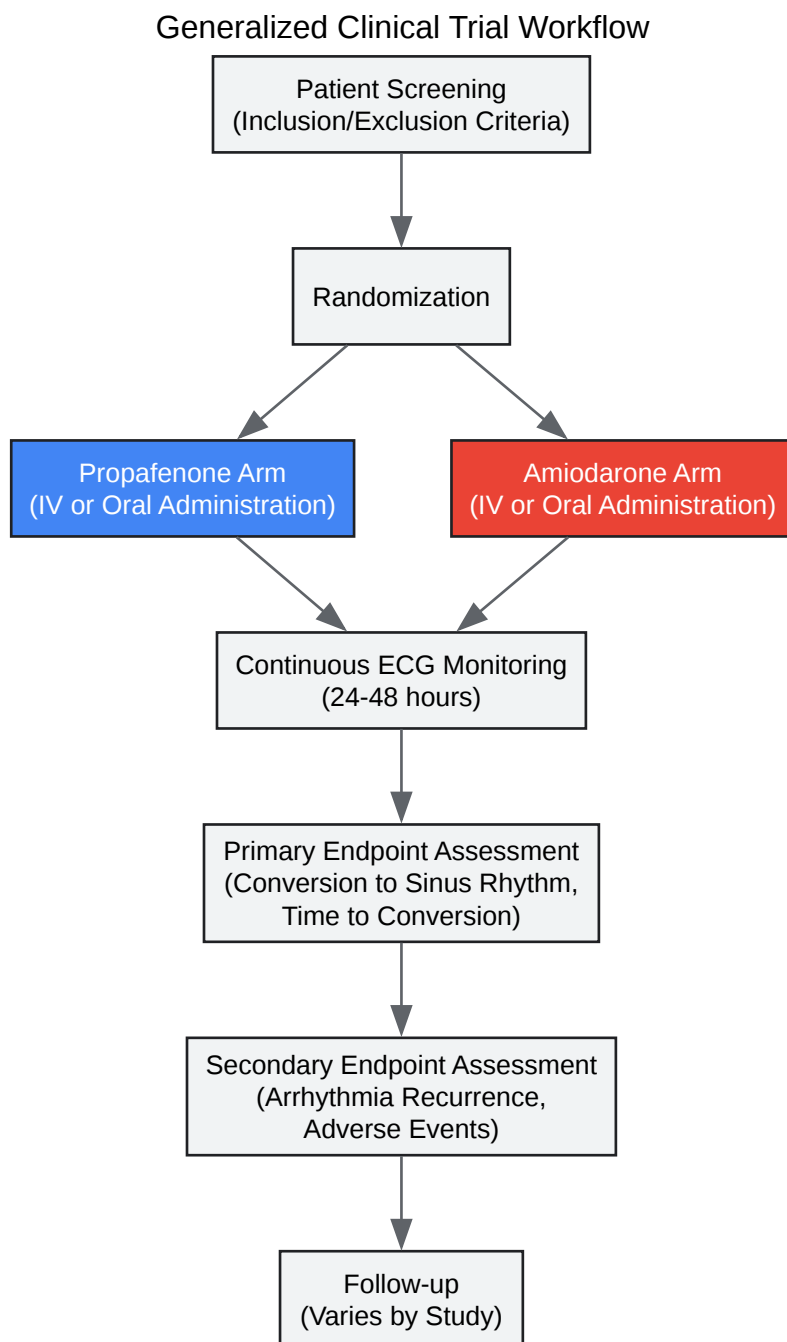 Generalized Clinical Trial Workflow
Patient Screening
(Inclusion/Exclusion Criteria)
Randomization
Propafenone Arm
(IV or Oral Administration)
Amiodarone Arm
(IV or Oral Administration)
Continuous ECG Monitoring
(24-48 hours)
Primary Endpoint Assessment
(Conversion to Sinus Rhythm,
Time to Conversion)
Secondary Endpoint Assessment
(Arrhythmia Recurrence,
Adverse Events)
Follow-up
(Varies by Study)